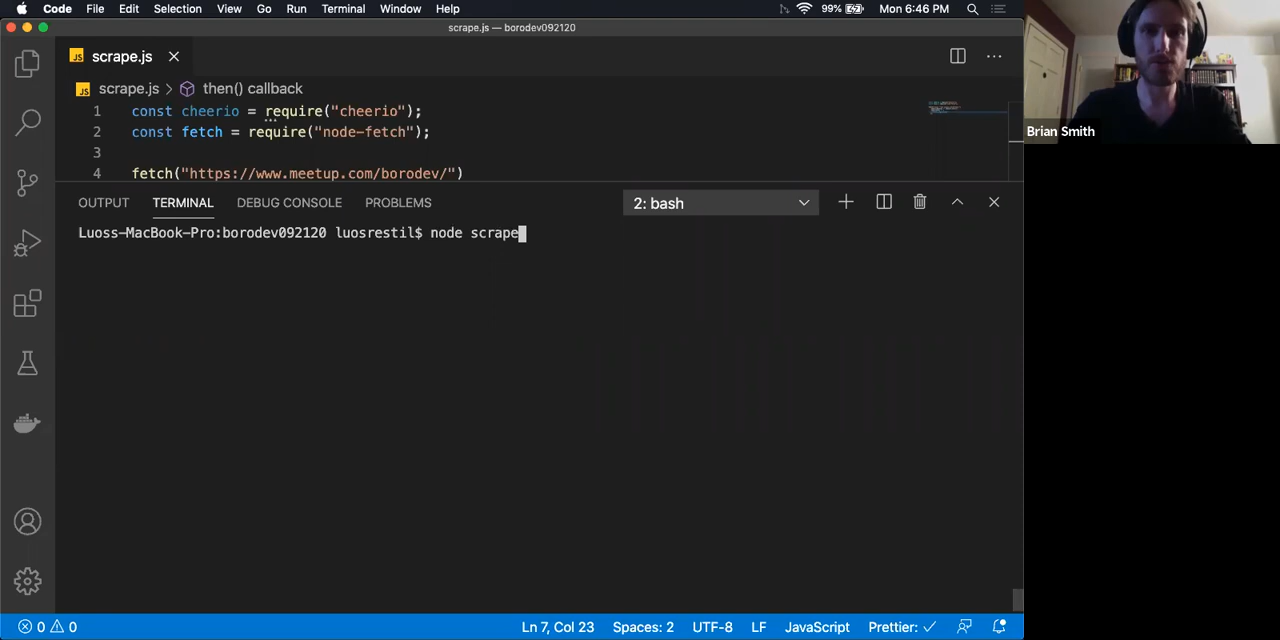 Code File Edit Selection View Go Run Terminal Window Help 99% Mon 6:46 PM
scrape.js — borodev092120
JS scrape.js
JS scrape.js > then() callback
1 const cheerio = require("cheerio");
2 const fetch = require("node-fetch");
3
4 fetch("https://www.meetup.com/borodev/")
OUTPUT TERMINAL DEBUG CONSOLE PROBLEMS 2: bash
Luoss-MacBook-Pro:borodev092120 luosrestil$ node scrape
0 0 Ln 7, Col 23 Spaces: 2 UTF-8 LF JavaScript Prettier: ✓
Brian Smith